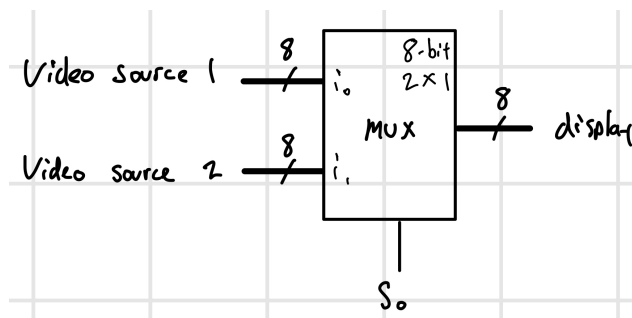 8
8-bit
Video source 1
i₀
2×1
8
MUX
display
8
Video source 2
i₁
S₀